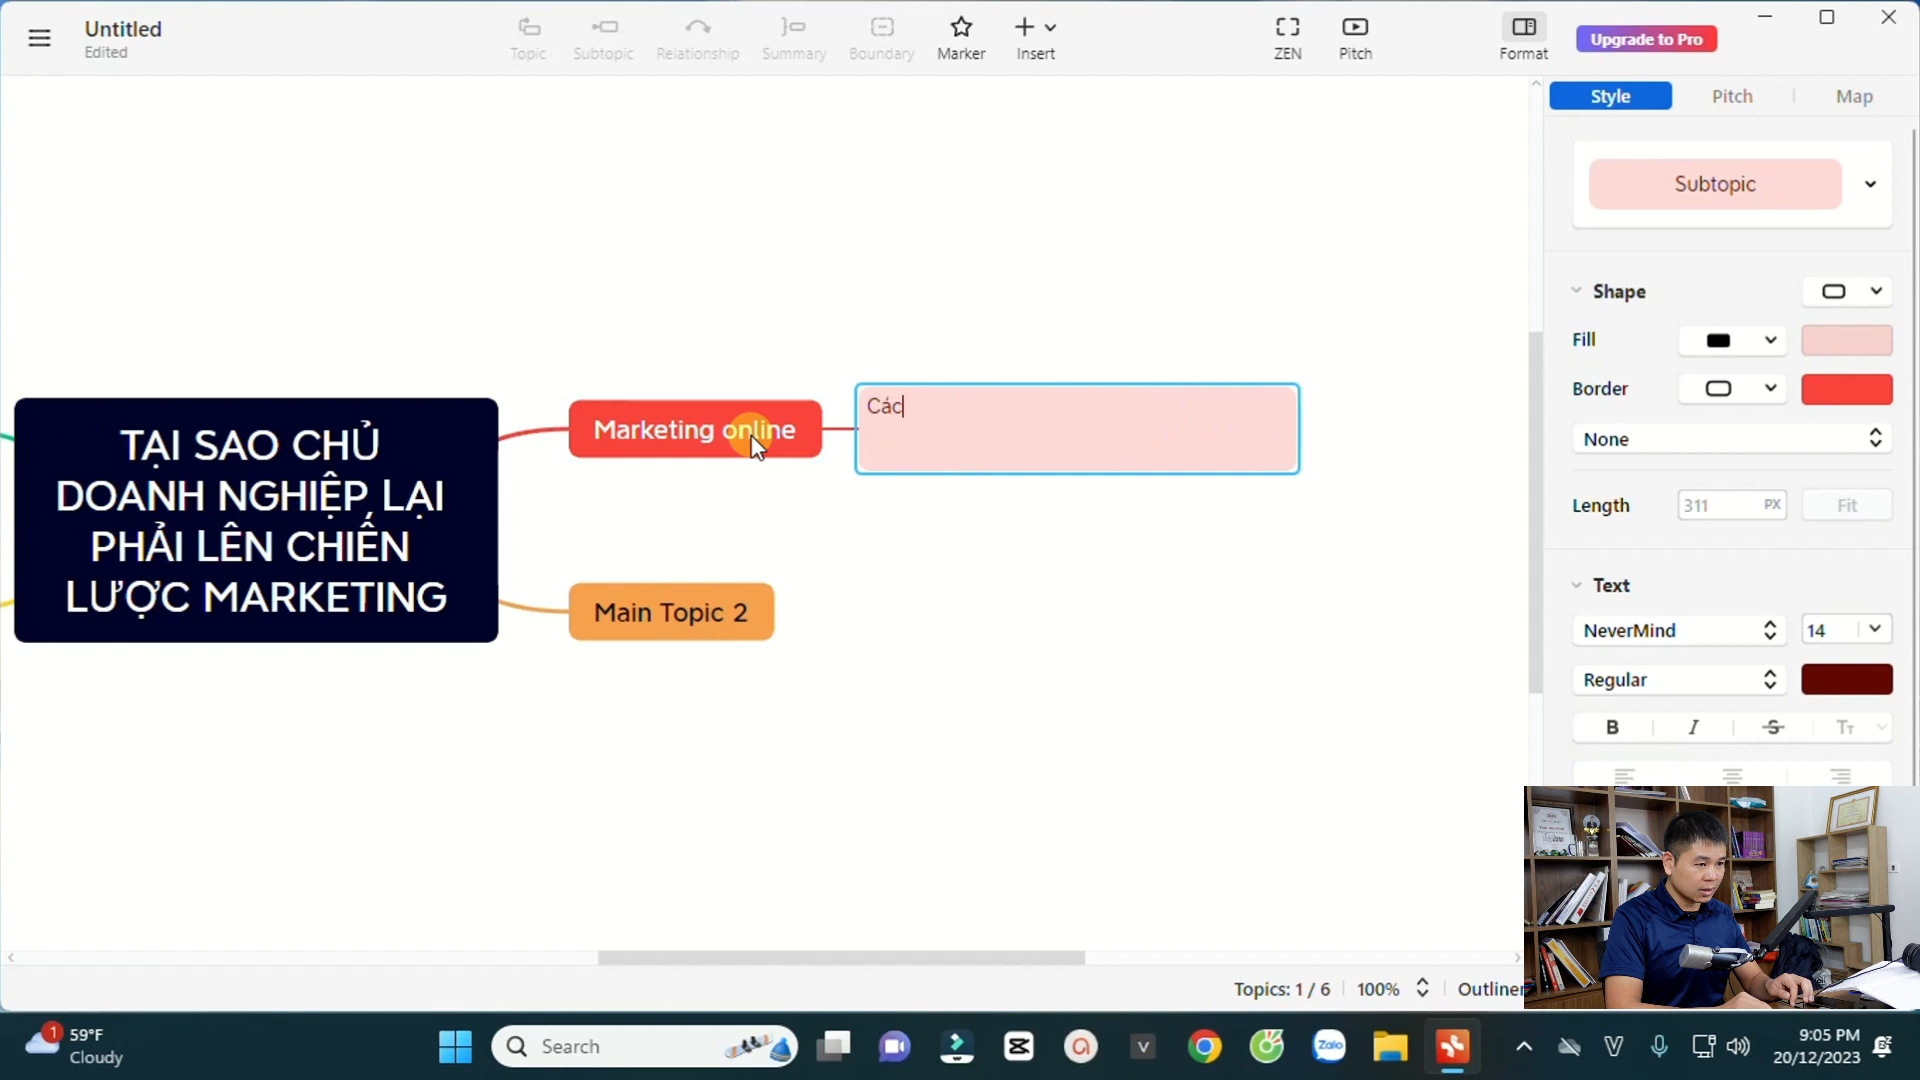 Untitled
Edited
Topic
Subtopic
Relationship
Summary
Boundary
Marker
Insert
ZEN
Pitch
Format
Upgrade to Pro
Style
Pitch
Map
Subtopic
Shape
Fill
Border
None
Length
311 PX
Fit
Text
NeverMind
14
Regular
B
I
S
Tт
TẠI SAO CHỦ
DOANH NGHIỆP LẠI
PHẢI LÊN CHIẾN
LƯỢC MARKETING
Marketing online
Các
Main Topic 2
Topics: 1 / 6
100%
Outliner
1
59°F
Cloudy
Search
V
Zalo
V
9:05 PM
20/12/2023